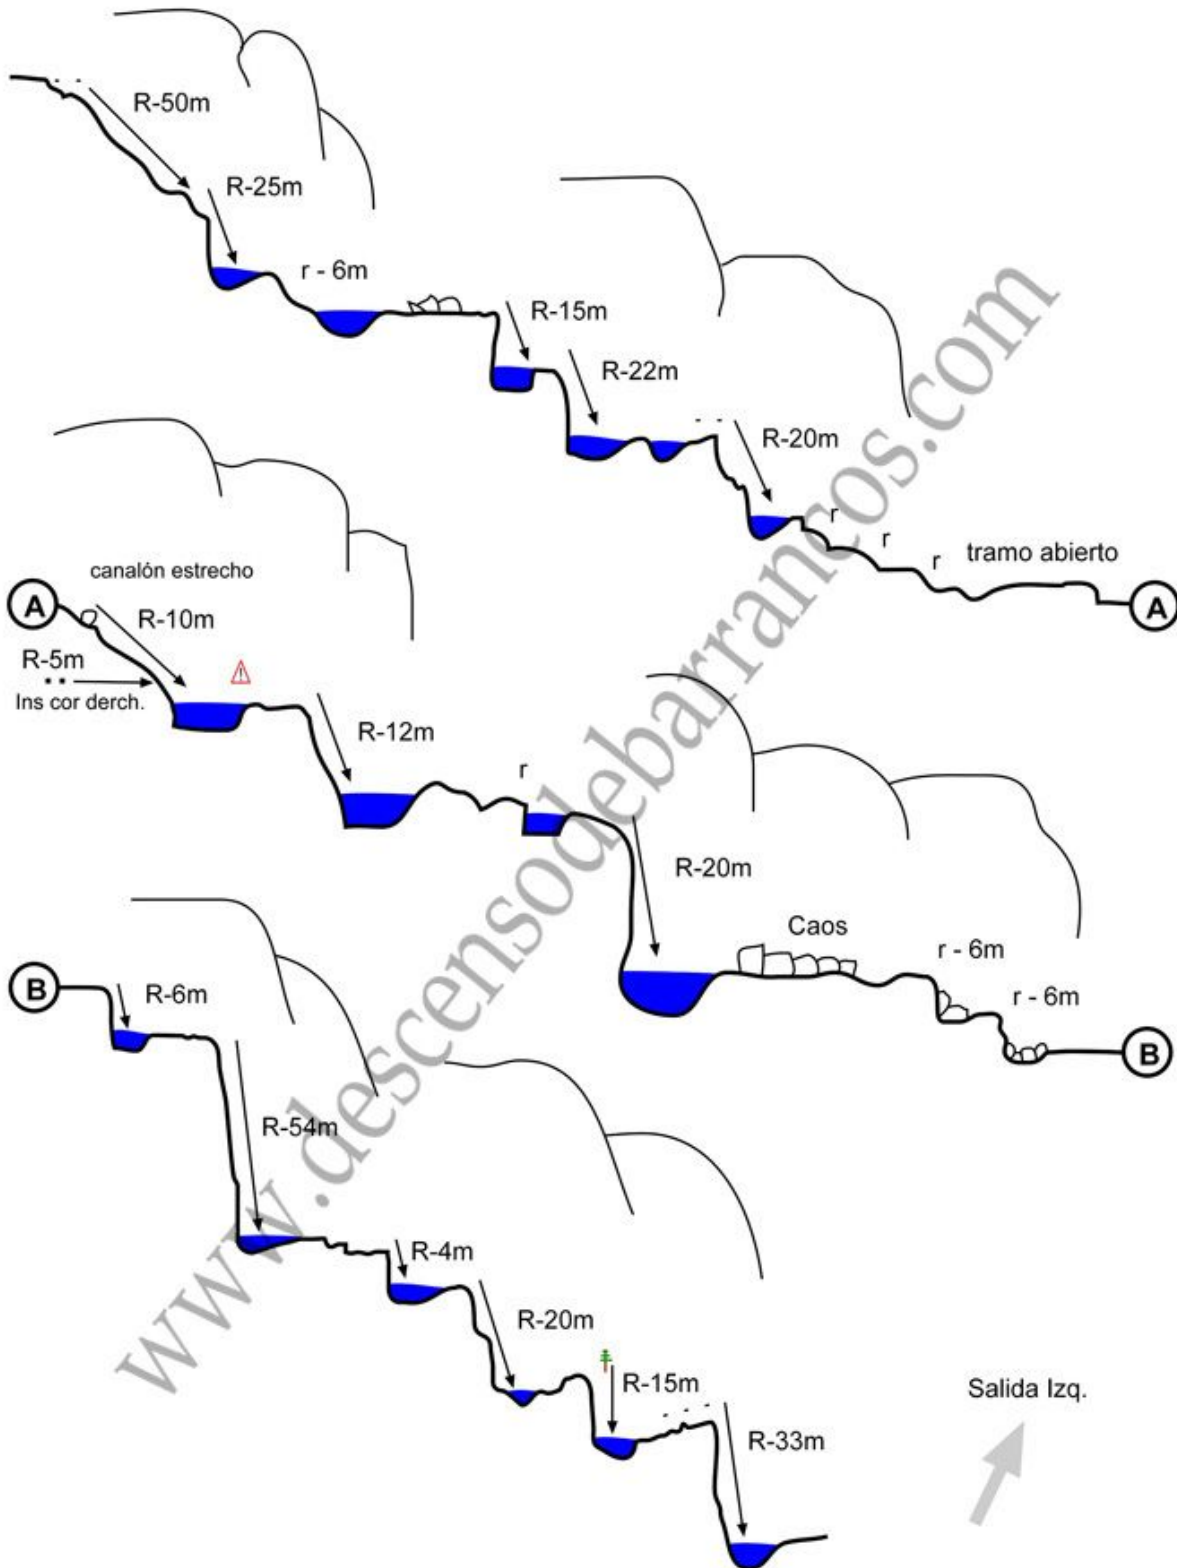 R-50m
R-25m
r - 6m
R-15m
R-22m
R-20m
r
r
r
tramo abierto
A
A
canalón estrecho
R-10m
R-5m
Ins cor derch.
R-12m
r
R-20m
Caos
r - 6m
r - 6m
B
B
R-6m
R-54m
R-4m
R-20m
R-15m
R-33m
Salida Izq.
www.descensodebarrancos.com